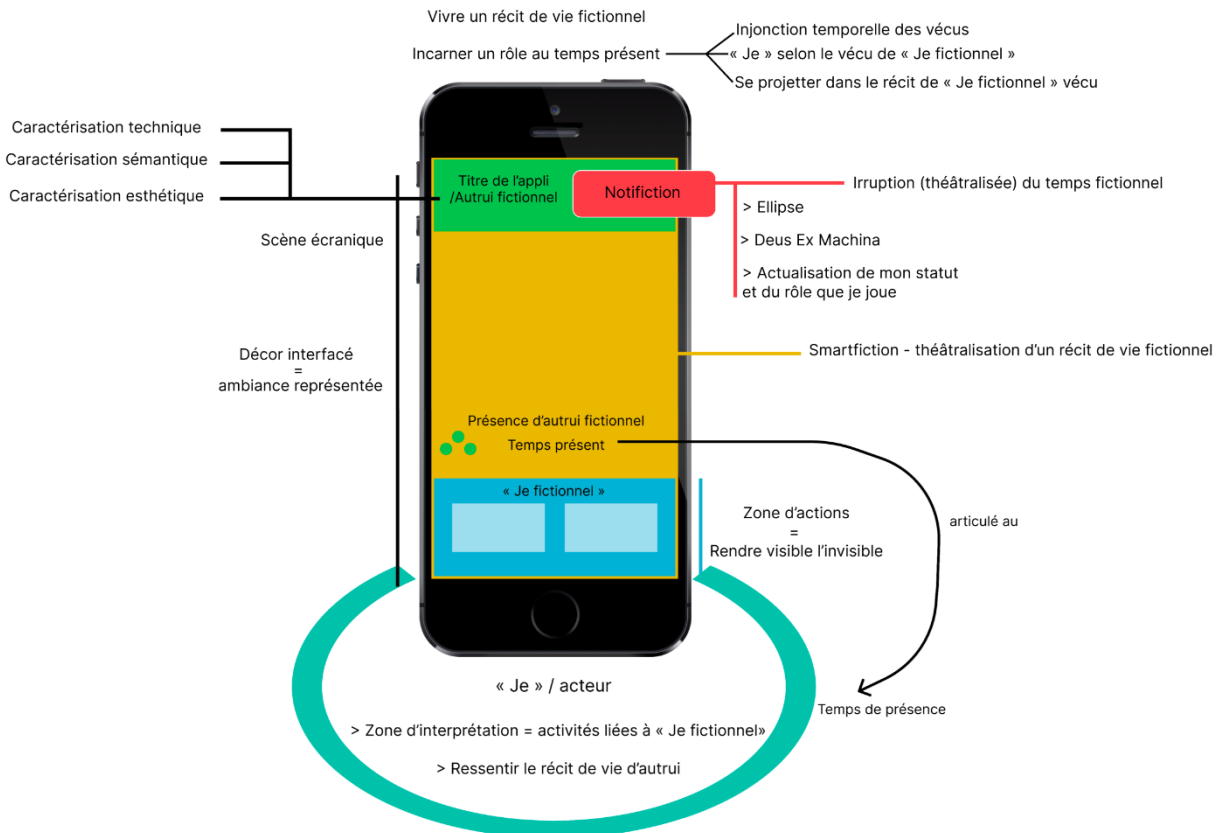 Vivre un récit de vie fictionnel
Incarner un rôle au temps présent
Injonction temporelle des vécus
« Je » selon le vécu de « Je fictionnel »
Se projetter dans le récit de « Je fictionnel » vécu
Caractérisation technique
Caractérisation sémantique
Caractérisation esthétique
Titre de l'appli
/Autrui fictionnel
Notifiction
Irruption (théâtralisée) du temps fictionnel
> Ellipse
> Deus Ex Machina
> Actualisation de mon statut
et du rôle que je joue
Scène écranique
Décor interfacé
=
ambiance représentée
Smartfiction - théâtralisation d'un récit de vie fictionnel
Présence d'autrui fictionnel
Temps présent
« Je fictionnel »
Zone d'actions
=
Rendre visible l'invisible
articulé au
Temps de présence
« Je » / acteur
> Zone d'interprétation = activités liées à « Je fictionnel»
> Ressentir le récit de vie d'autrui